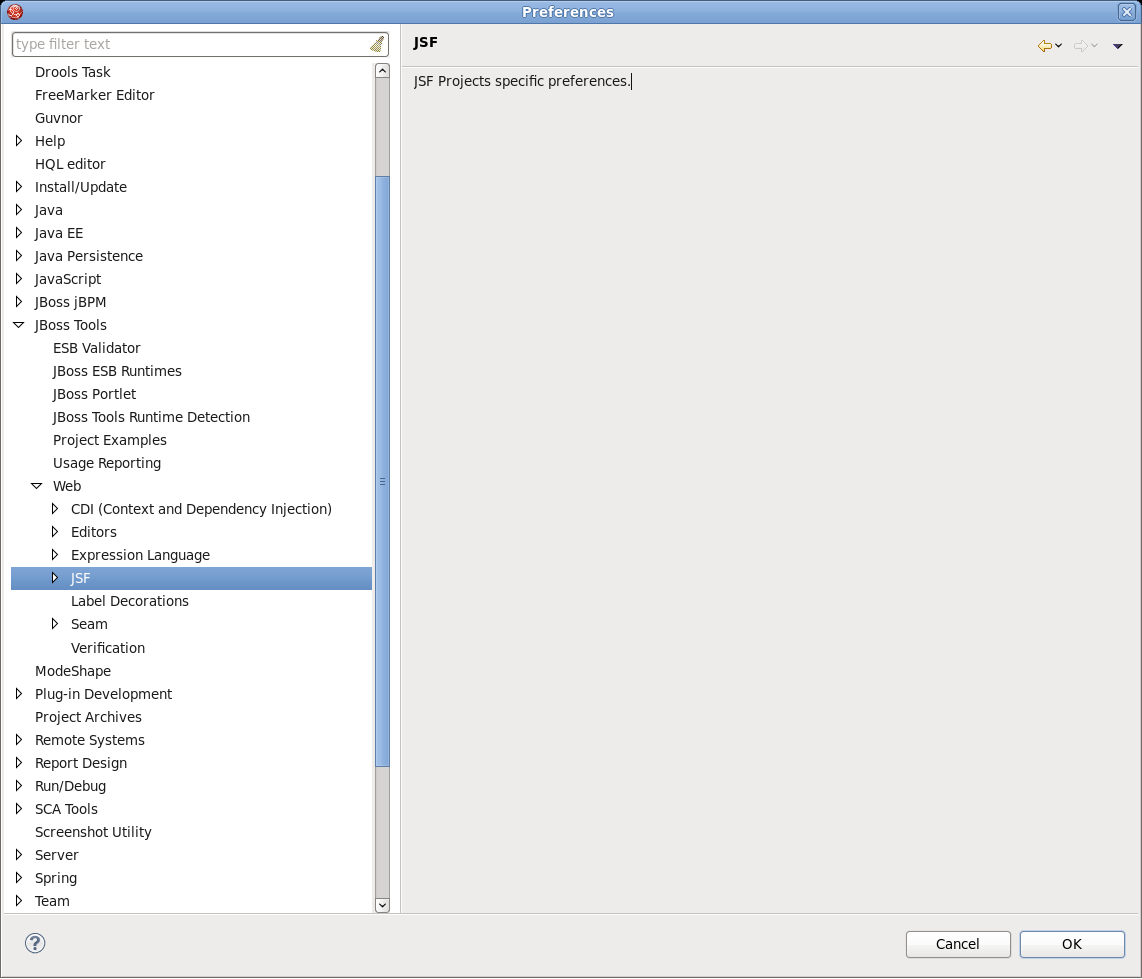 Preferences
type filter text
Drools Task
FreeMarker Editor
Guvnor
Help
HQL editor
Install/Update
Java
Java EE
Java Persistence
JavaScript
JBoss jBPM
JBoss Tools
ESB Validator
JBoss ESB Runtimes
JBoss Portlet
JBoss Tools Runtime Detection
Project Examples
Usage Reporting
Web
CDI (Context and Dependency Injection)
Editors
Expression Language
JSF
Label Decorations
Seam
Verification
ModeShape
Plug-in Development
Project Archives
Remote Systems
Report Design
Run/Debug
SCA Tools
Screenshot Utility
Server
Spring
Team
JSF
JSF Projects specific preferences.
?
Cancel
OK